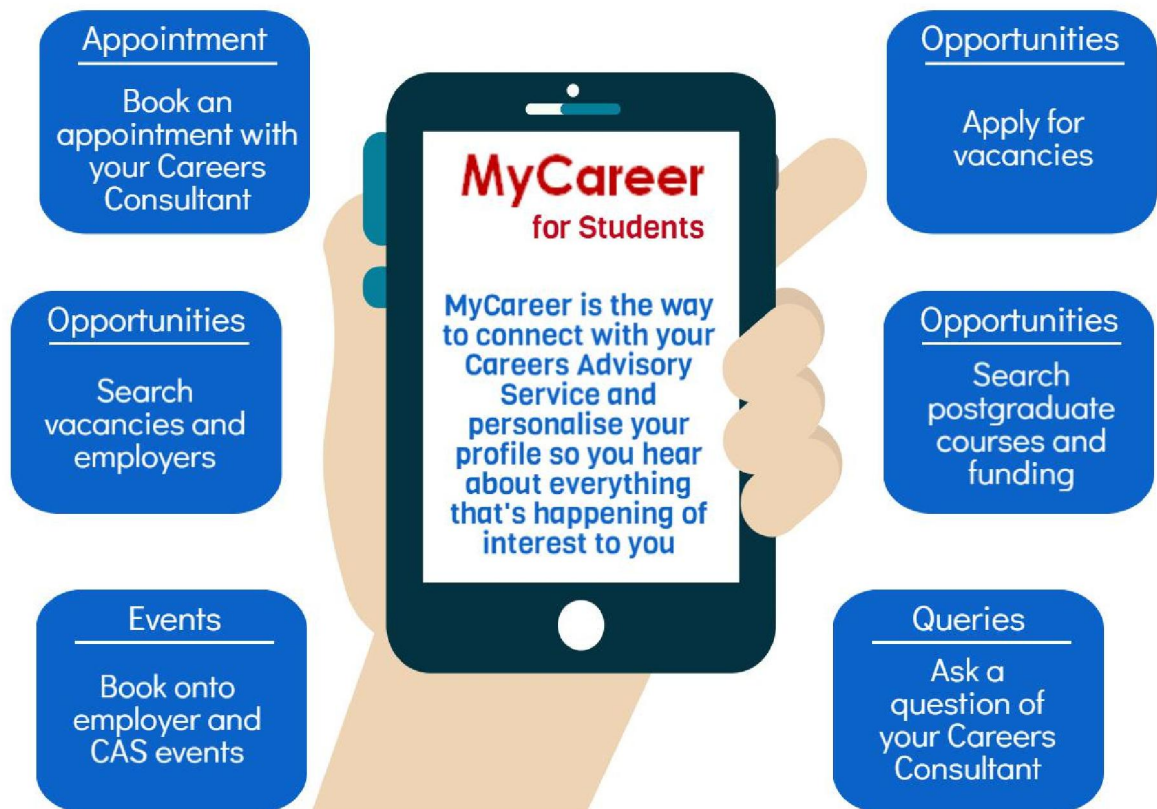 Appointment
Book an
appointment with
your Careers
Consultant
Opportunities
Search
vacancies and
employers
Events
Book onto
employer and
CAS events
MyCareer
for Students
MyCareer is the way
to connect with your
Careers Advisory
Service and
personalise your
profile so you hear
about everything
that's happening of
interest to you
Opportunities
Apply for
vacancies
Opportunities
Search
postgraduate
courses and
funding
Queries
Ask a
question of
your Careers
Consultant